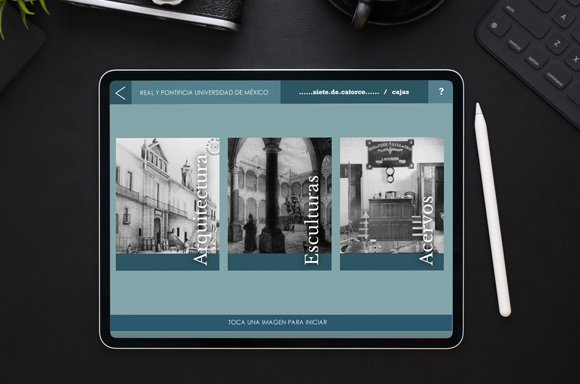 REAL Y PONTIFICIA UNIVERSIDAD DE MÉXICO
......siete.de.catorce...... / cajas
?
Arquitectura
Esculturas
Acervos
TOCA UNA IMAGEN PARA INICIAR